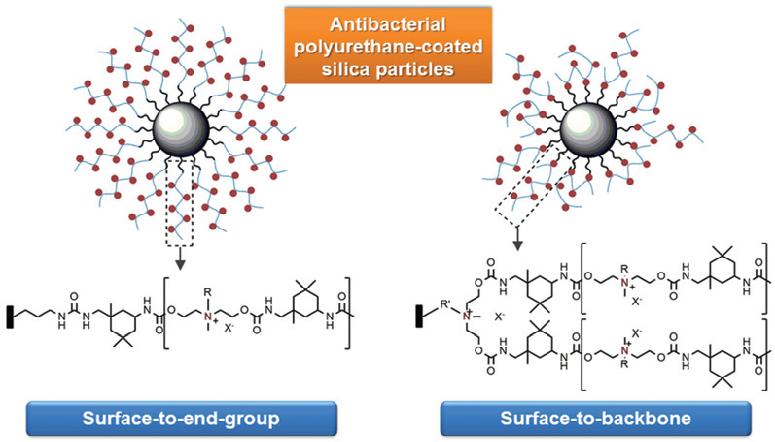 Antibacterial
polyurethane-coated
silica particles
O
N
H
N
H
H
N
O
O
R
N
+
X-
O
O
N
H
H
N
O
R'
N
+
X-
O
O
H
N
H
N
O
O
R
N
+
X-
O
O
N
H
H
N
O
O
O
H
N
H
N
O
O
N
+
R
X-
O
O
N
H
H
N
O
Surface-to-end-group
Surface-to-backbone